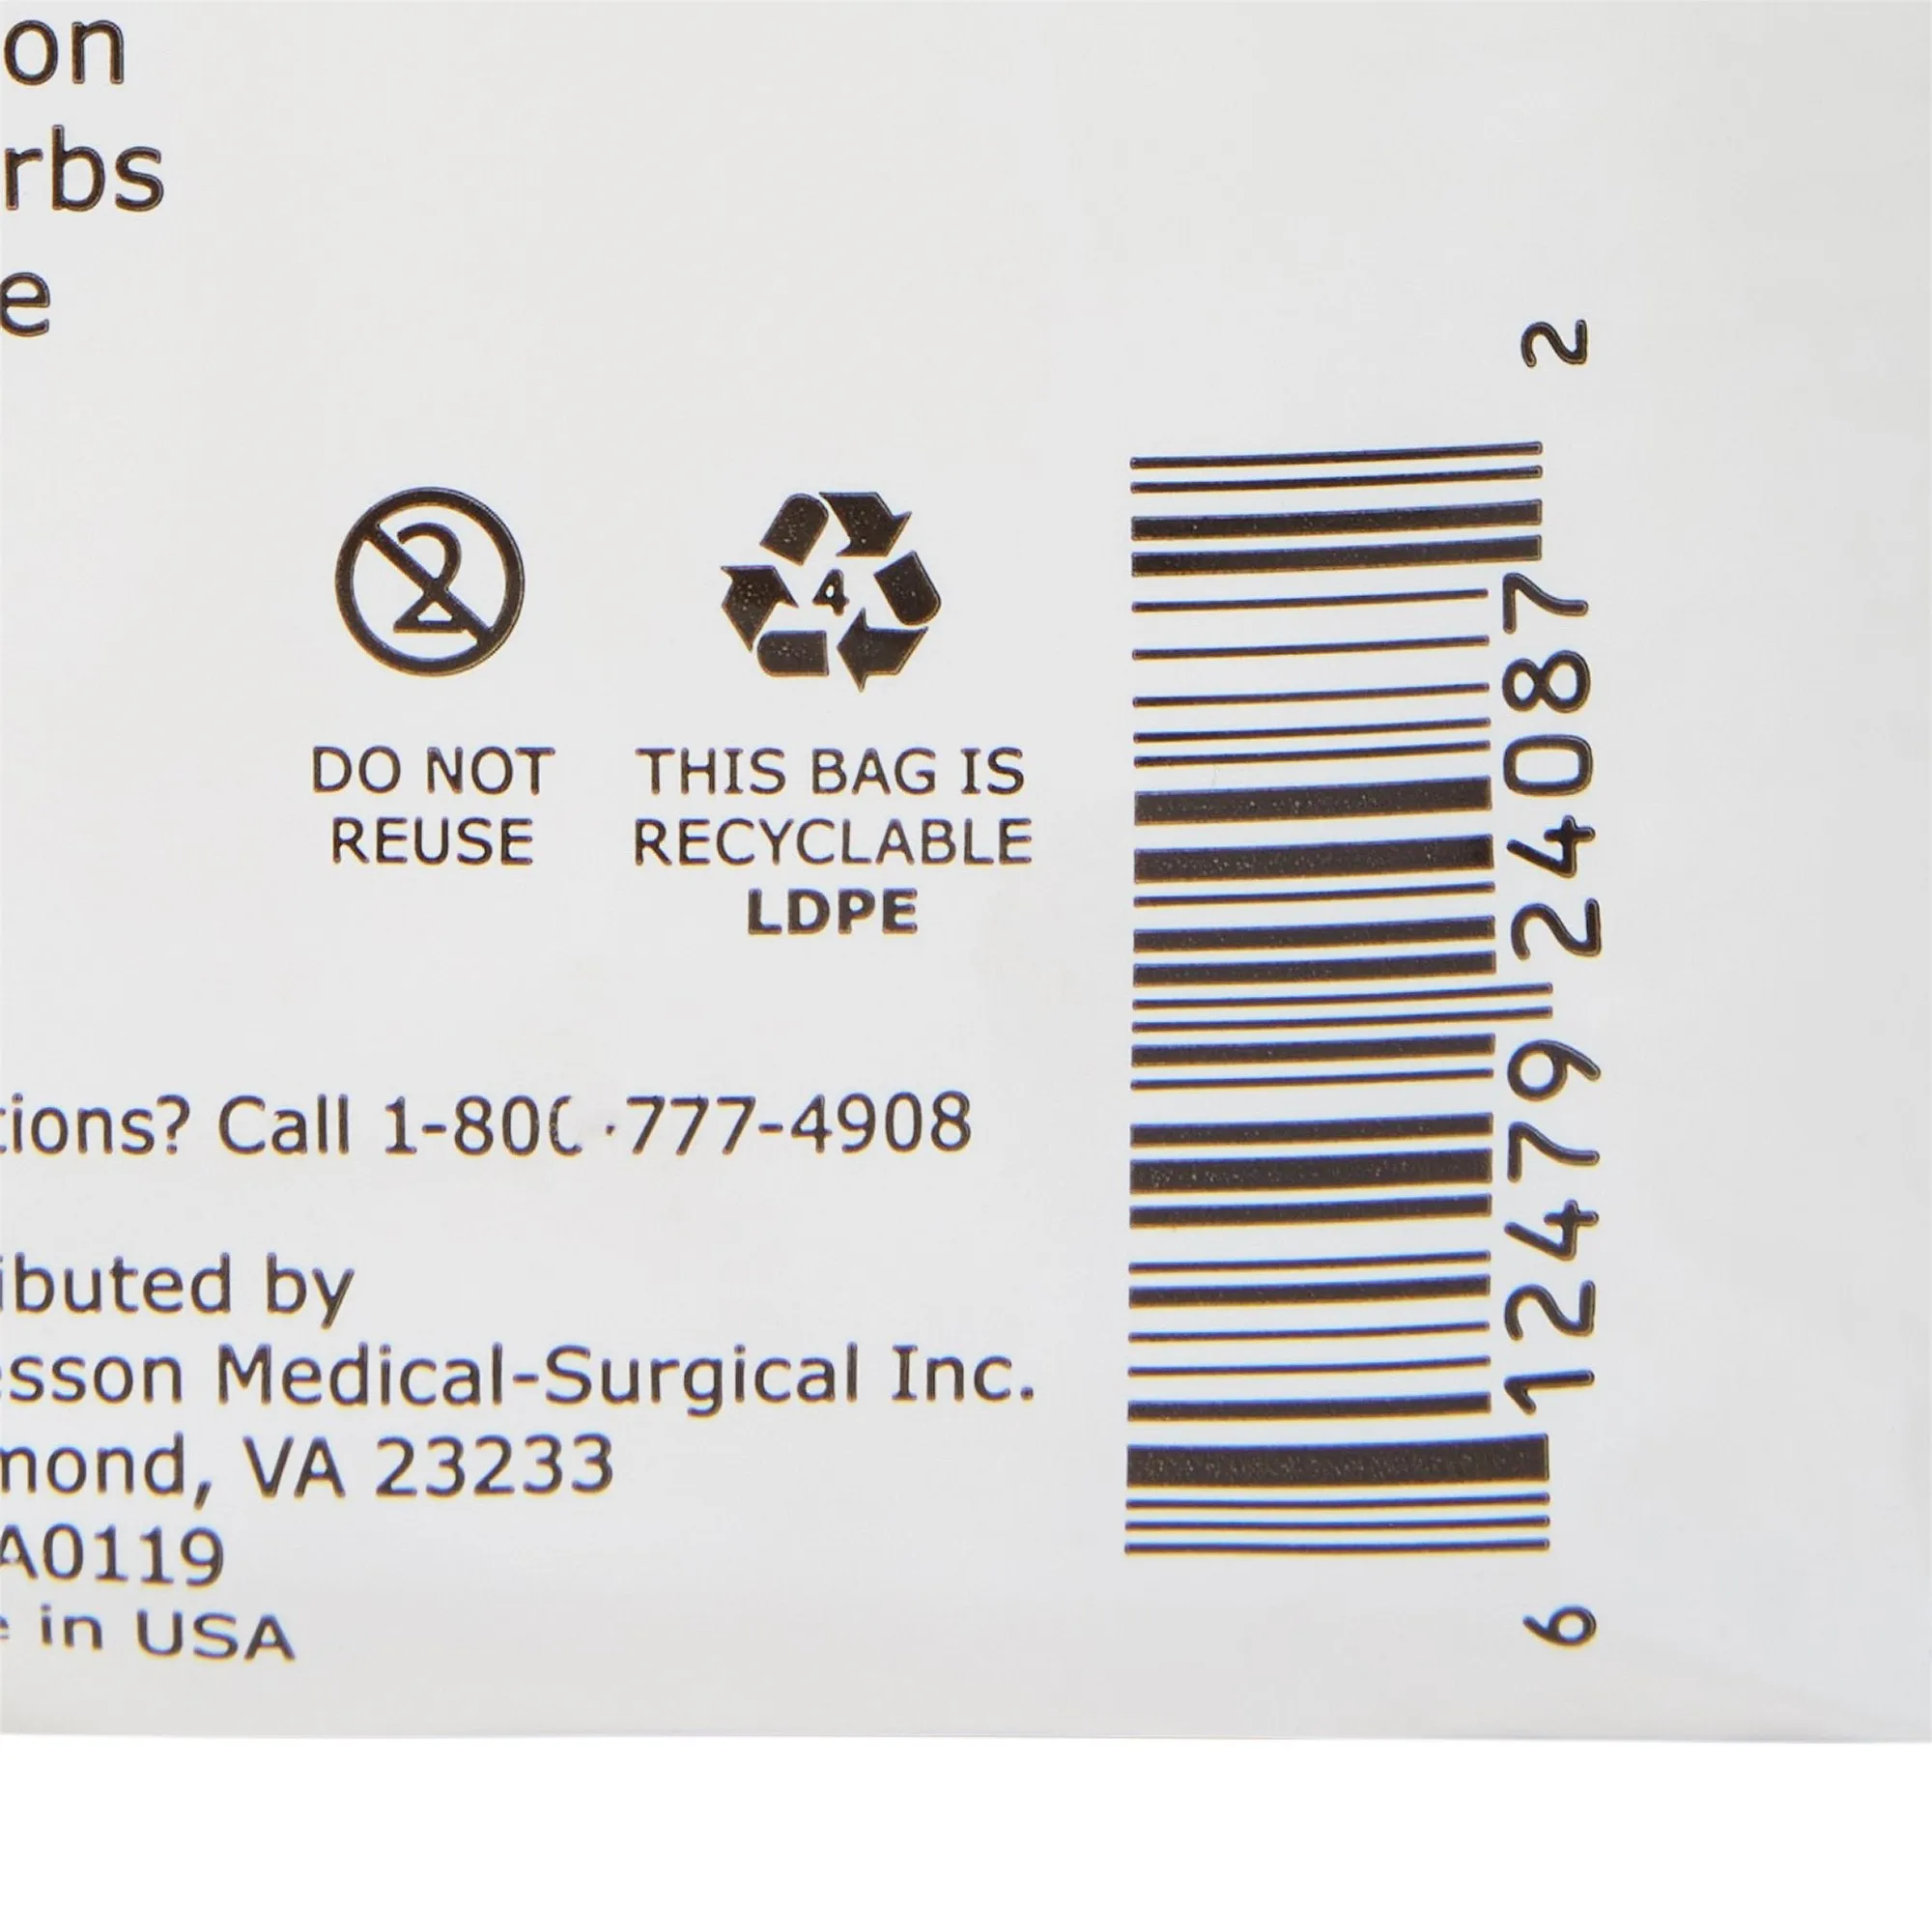 on
rbs
e
2
4
DO NOT
REUSE
THIS BAG IS
RECYCLABLE
LDPE
tions? Call 1-800-777-4908
ibuted by
esson Medical-Surgical Inc.
mond, VA 23233
A0119
e in USA
6 12479 24087 2